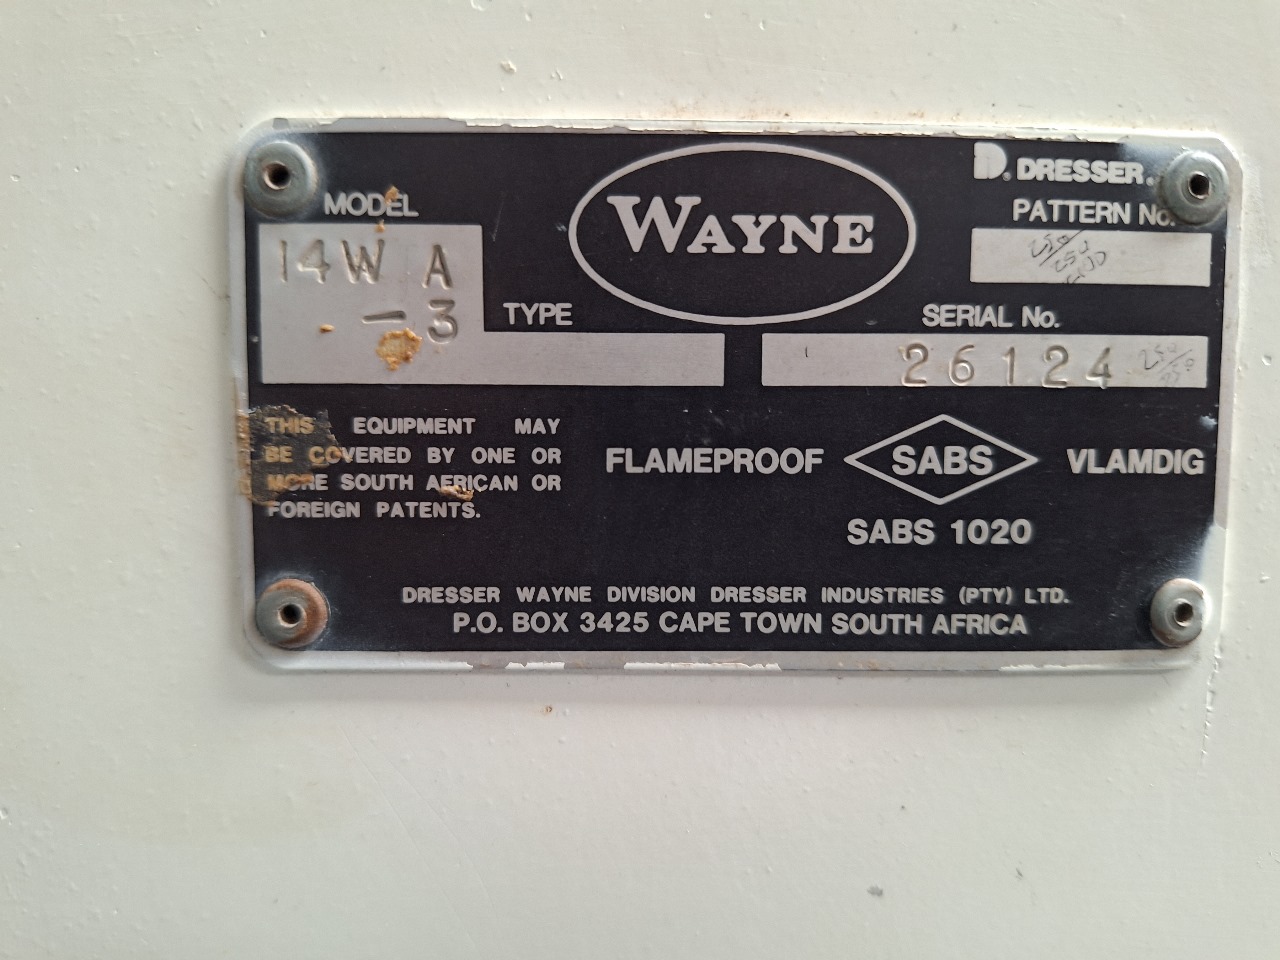 D. DRESSER.
MODEL
WAYNE
PATTERN No.
14W A
-3
TYPE
SERIAL No.
26124
THIS EQUIPMENT MAY
BE COVERED BY ONE OR
MORE SOUTH AFRICAN OR
FOREIGN PATENTS.
FLAMEPROOF
SABS
VLAMDIG
SABS 1020
DRESSER WAYNE DIVISION DRESSER INDUSTRIES (PTY) LTD.
P.O. BOX 3425 CAPE TOWN SOUTH AFRICA